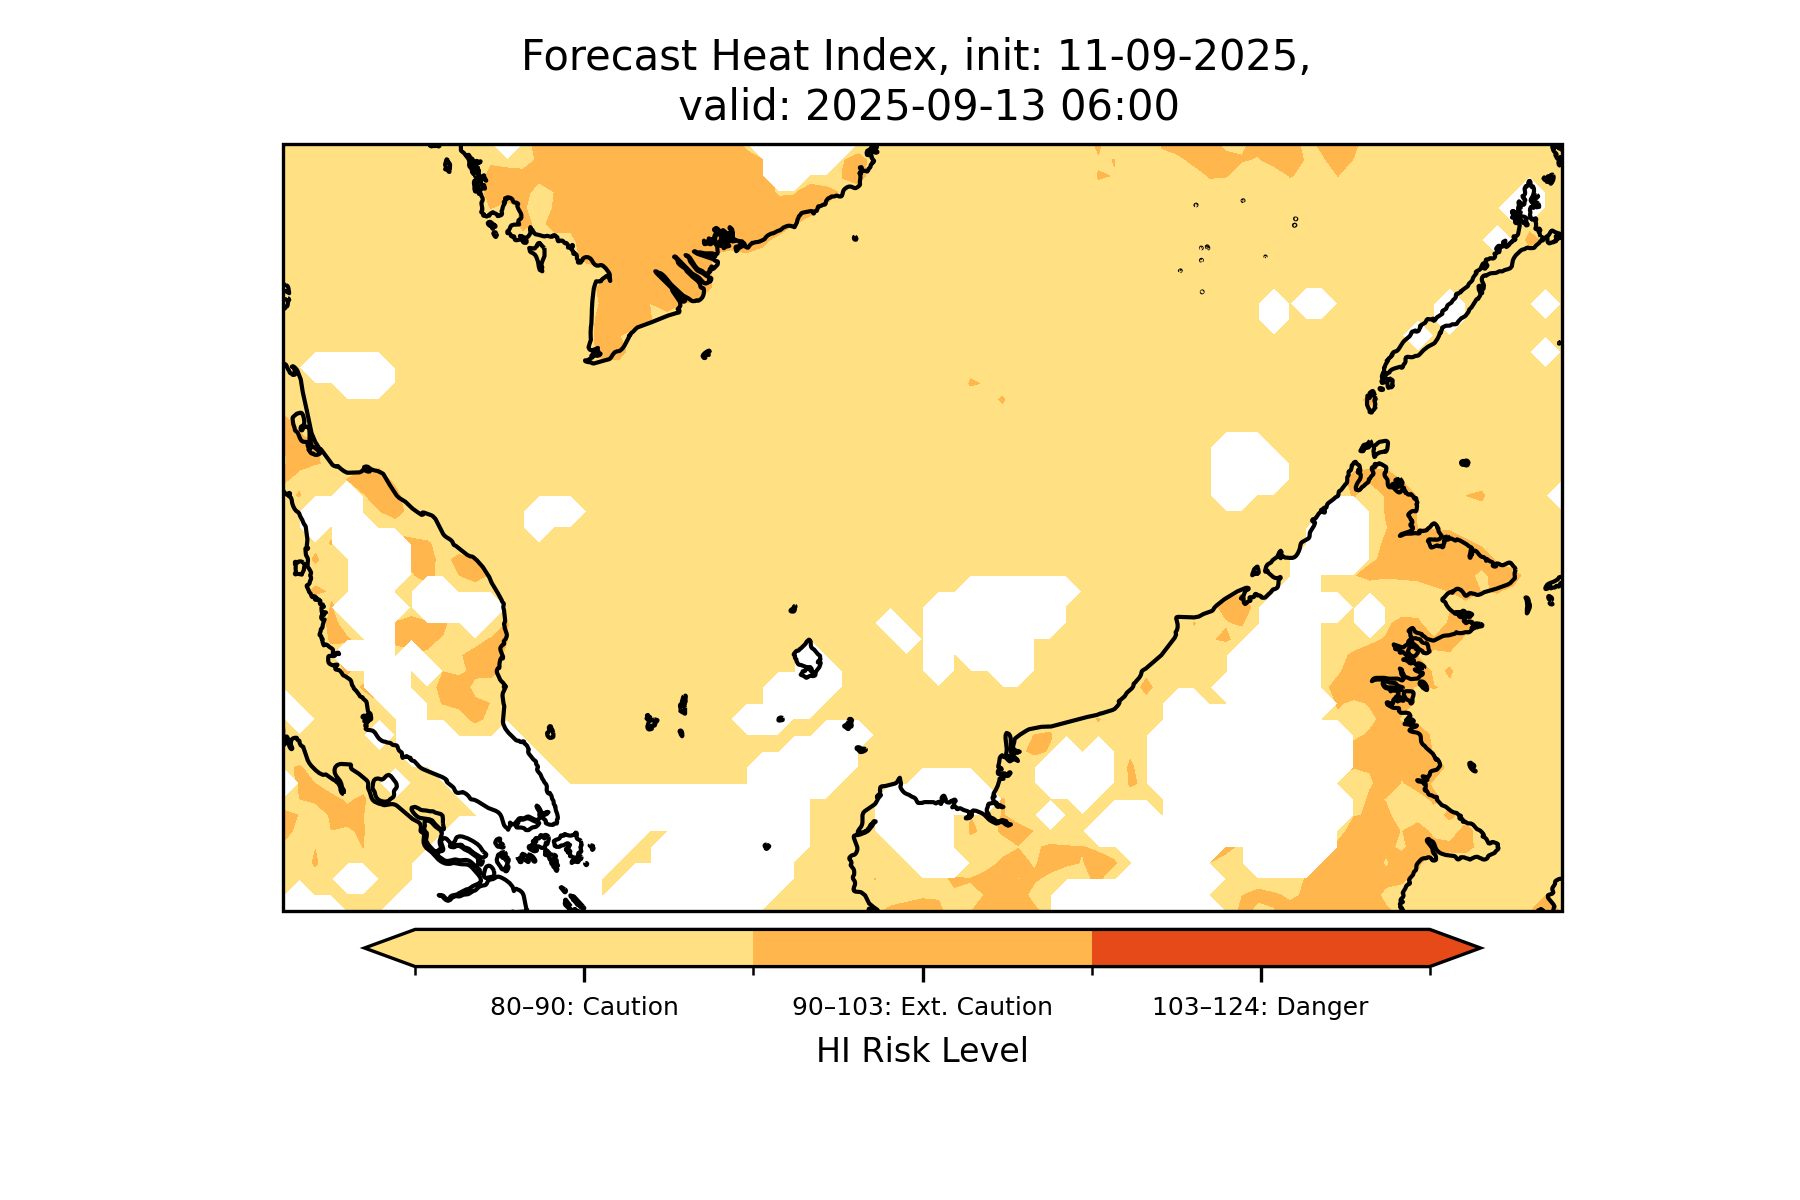 Forecast Heat Index, init: 11-09-2025,
valid: 2025-09-13 06:00
80–90: Caution
90–103: Ext. Caution
103–124: Danger
HI Risk Level